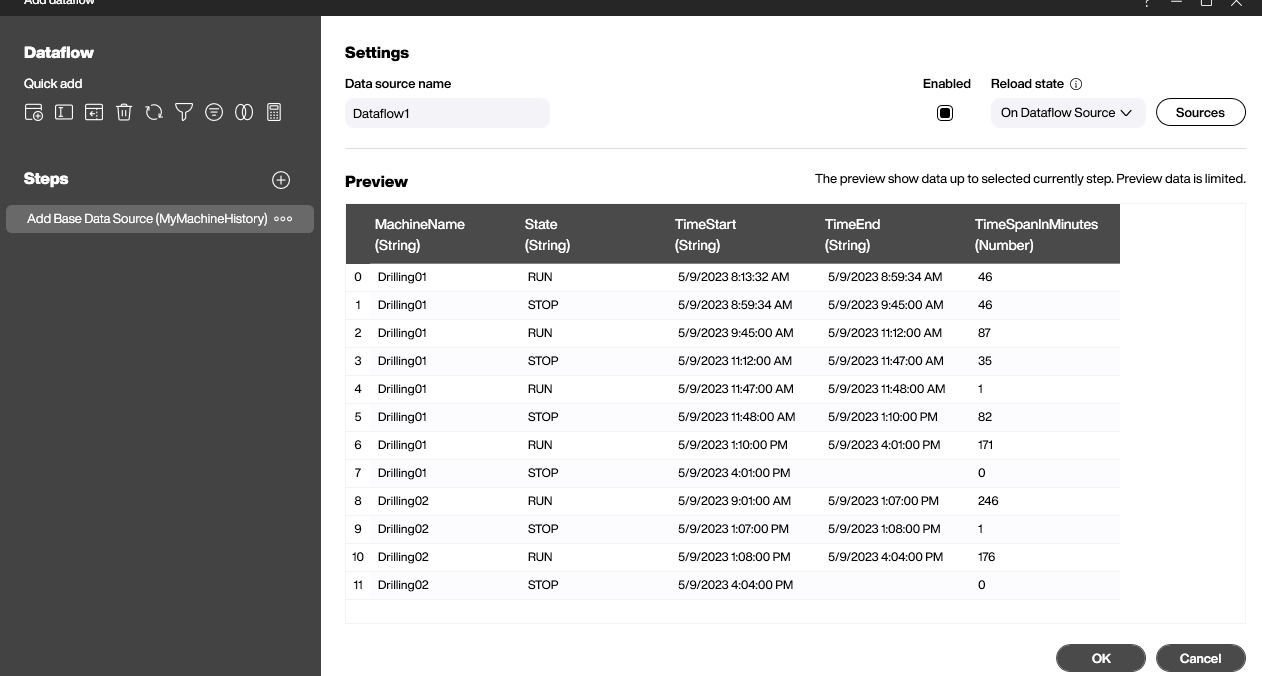 Add dataflow
?
Dataflow
Quick add
Steps
Add Base Data Source (MyMachineHistory)
Settings
Data source name
Enabled
Reload state
Dataflow1
On Dataflow Source
Sources
Preview
The preview show data up to selected currently step. Preview data is limited.
MachineName State TimeStart TimeEnd TimeSpanInMinutes
(String) (String) (String) (String) (Number)
0 Drilling01 RUN 5/9/2023 8:13:32 AM 5/9/2023 8:59:34 AM 46
1 Drilling01 STOP 5/9/2023 8:59:34 AM 5/9/2023 9:45:00 AM 46
2 Drilling01 RUN 5/9/2023 9:45:00 AM 5/9/2023 11:12:00 AM 87
3 Drilling01 STOP 5/9/2023 11:12:00 AM 5/9/2023 11:47:00 AM 35
4 Drilling01 RUN 5/9/2023 11:47:00 AM 5/9/2023 11:48:00 AM 1
5 Drilling01 STOP 5/9/2023 11:48:00 AM 5/9/2023 1:10:00 PM 82
6 Drilling01 RUN 5/9/2023 1:10:00 PM 5/9/2023 4:01:00 PM 171
7 Drilling01 STOP 5/9/2023 4:01:00 PM 0
8 Drilling02 RUN 5/9/2023 9:01:00 AM 5/9/2023 1:07:00 PM 246
9 Drilling02 STOP 5/9/2023 1:07:00 PM 5/9/2023 1:08:00 PM 1
10 Drilling02 RUN 5/9/2023 1:08:00 PM 5/9/2023 4:04:00 PM 176
11 Drilling02 STOP 5/9/2023 4:04:00 PM 0
OK
Cancel